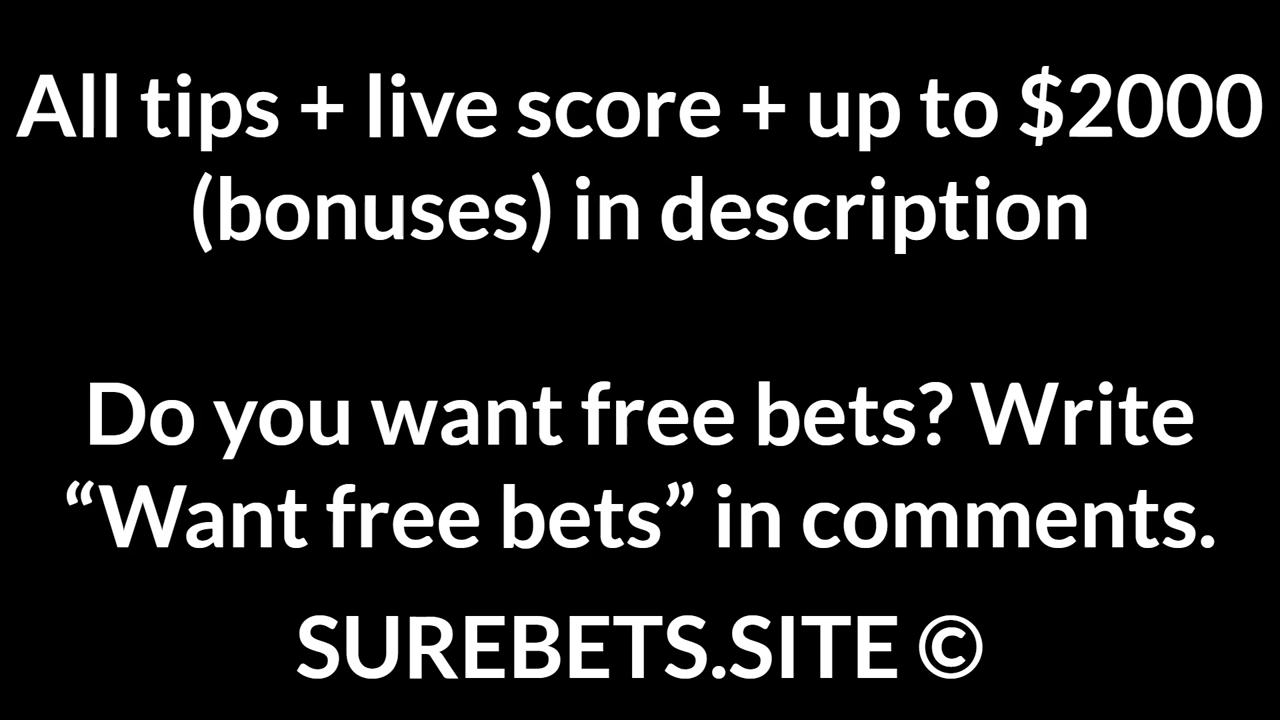 All tips + live score + up to $2000
(bonuses) in description
Do you want free bets? Write
“Want free bets” in comments.
SUREBETS.SITE ©